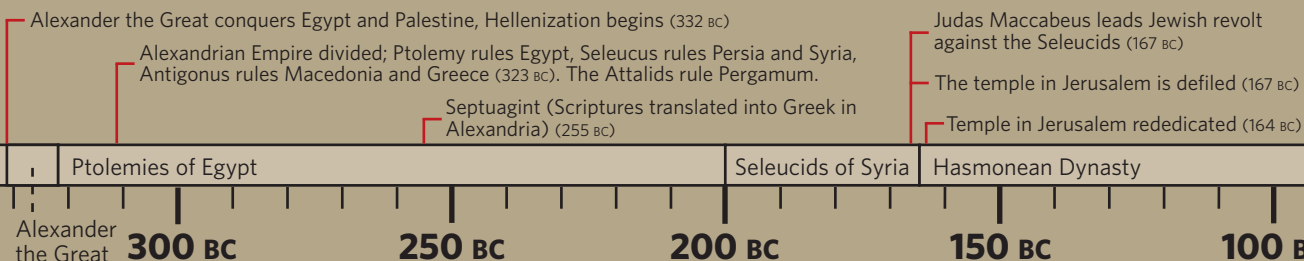 Alexander the Great conquers Egypt and Palestine, Hellenization begins (332 BC)
Alexandrian Empire divided; Ptolemy rules Egypt, Seleucus rules Persia and Syria,
Antigonus rules Macedonia and Greece (323 BC). The Attalids rule Pergamum.
Septuagint (Scriptures translated into Greek in
Alexandria) (255 BC)
Judas Maccabeus leads Jewish revolt
against the Seleucids (167 BC)
The temple in Jerusalem is defiled (167 BC)
Temple in Jerusalem rededicated (164 BC)
Ptolemies of Egypt
Seleucids of Syria
Hasmonean Dynasty
Alexander
the Great
300 BC
250 BC
200 BC
150 BC
100 B